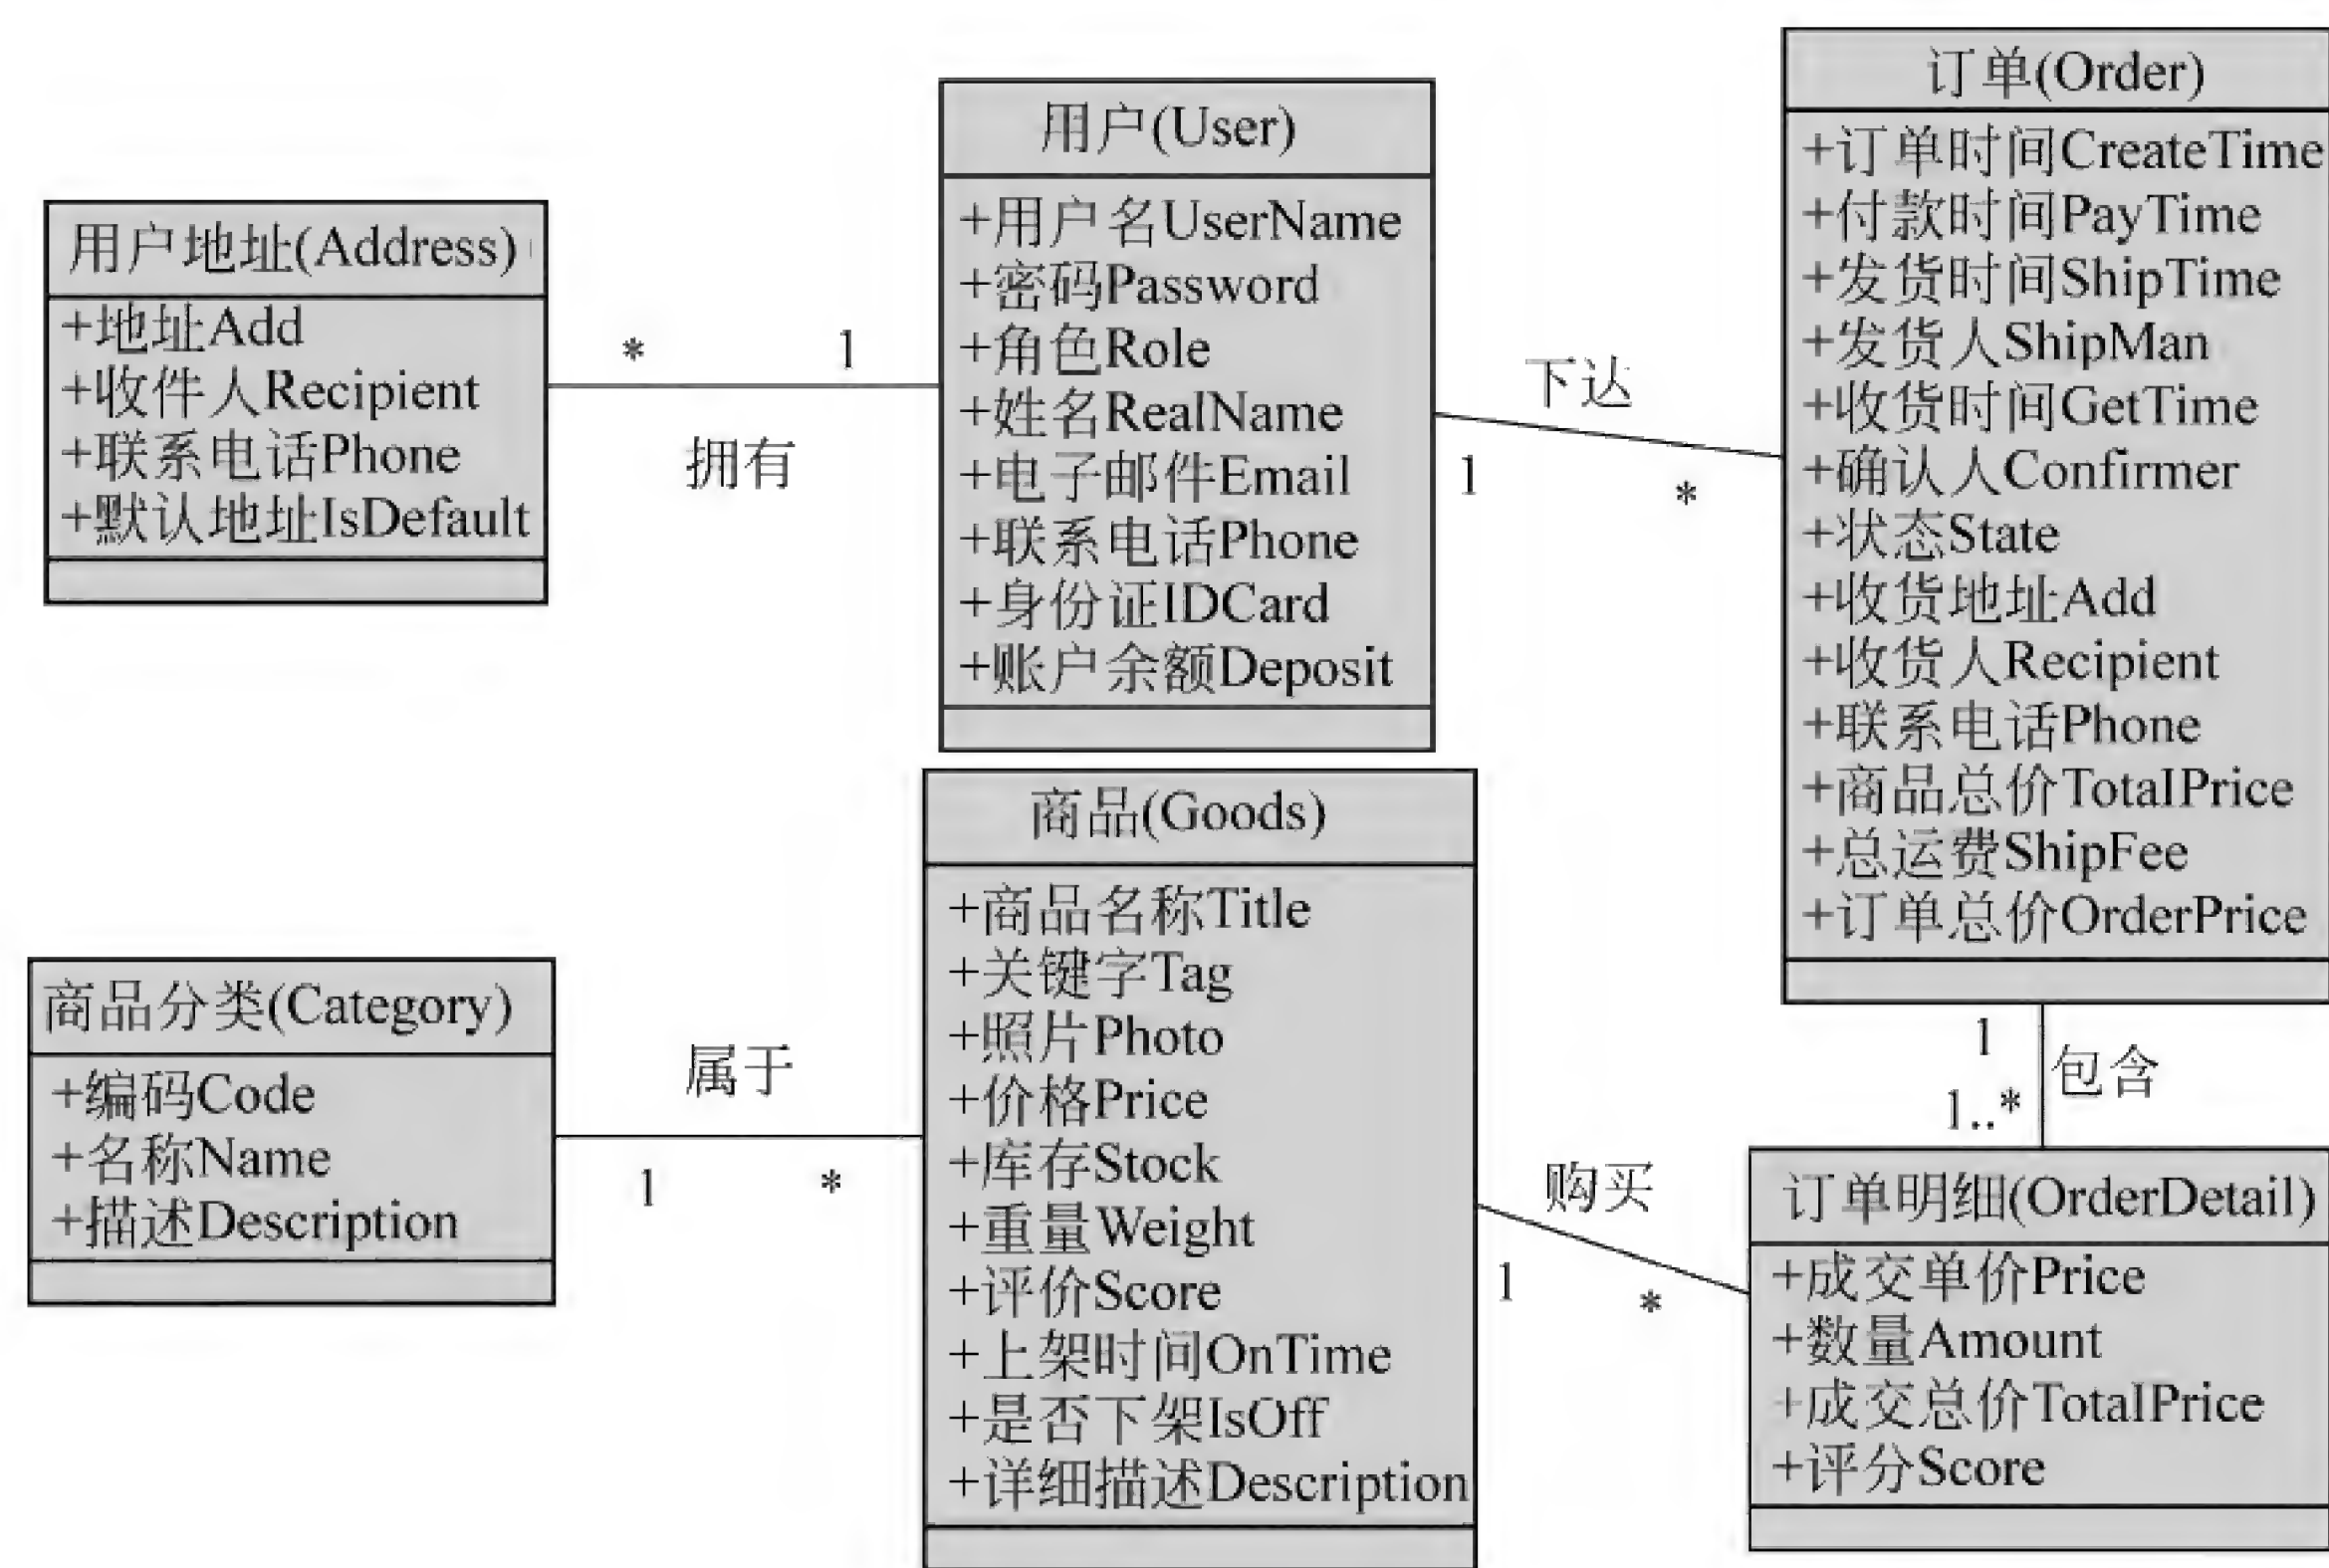 用户地址(Address)
+地址Add
+收件人Recipient
+联系电话Phone
+默认地址IsDefault
*
1
拥有
用户(User)
+用户名UserName
+密码Password
+角色Role
+姓名RealName
+电子邮件Email
+联系电话Phone
+身份证IDCard
+账户余额Deposit
下达
1
*
订单(Order)
+订单时间CreateTime
+付款时间PayTime
+发货时间ShipTime
+发货人ShipMan
+收货时间GetTime
+确认人Confirmer
+状态State
+收货地址Add
+收货人Recipient
+联系电话Phone
+商品总价TotalPrice
+总运费ShipFee
+订单总价OrderPrice
商品分类(Category)
+编码Code
+名称Name
+描述Description
属于
1
*
商品(Goods)
+商品名称Title
+关键字Tag
+照片Photo
+价格Price
+库存Stock
+重量Weight
+评价Score
+上架时间OnTime
+是否下架IsOff
+详细描述Description
购买
1
*
1
包含
1..*
订单明细(OrderDetail)
+成交单价Price
+数量Amount
+成交总价TotalPrice
+评分Score